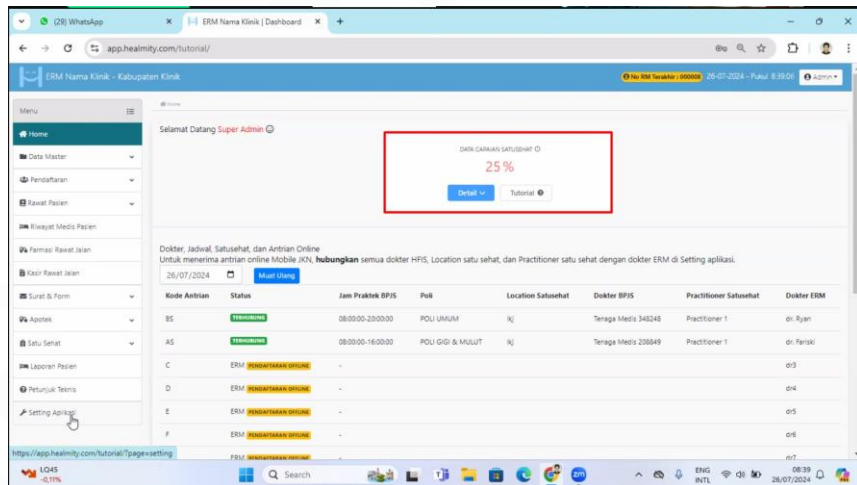 (29) WhatsApp
ERM Nama Klinik | Dashboard
app.healmity.com/tutorial/
ERM Nama Klinik - Kabupaten Klinik
No RM Terakhir : 000008
26-07-2024 - Pukul 8:39:06
Admin
Menu
Home
Home
Data Master
Pendaftaran
Rawat Pasien
Riwayat Medis Pasien
Farmasi Rawat Jalan
Kasir Rawat Jalan
Surat & Form
Apotek
Satu Sehat
Laporan Pasien
Petunjuk Teknis
Setting Aplikasi
https://app.healmity.com/tutorial/?page=setting
Selamat Datang Super Admin
DATA CAPAIAN SATUSEHAT
25 %
Detail
Tutorial
Dokter, Jadwal, Satusehat, dan Antrian Online
Untuk menerima antrian online Mobile JKN, hubungkan semua dokter HFIS, Location satu sehat, dan Practitioner satu sehat dengan dokter ERM di Setting aplikasi.
26/07/2024
Muat Ulang
Kode Antrian Status Jam Praktek BPJS Poli Location Satusehat Dokter BPJS Practitioner Satusehat Dokter ERM
BS TERHUBUNG 08:00:00-20:00:00 POLI UMUM lkj Tenaga Medis 348248 Practitioner 1 dr. Ryan
AS TERHUBUNG 08:00:00-16:00:00 POLI GIGI & MULUT lkj Tenaga Medis 208849 Practitioner 1 dr. Fariski
C ERM PENDAFTARAN OFFLINE - dr3
D ERM PENDAFTARAN OFFLINE - dr4
E ERM PENDAFTARAN OFFLINE - dr5
F ERM PENDAFTARAN OFFLINE - dr6
ERM PENDAFTARAN OFFLINE dr7
LQ45
-0,11%
Search
zm
ENG
INTL
08:39
26/07/2024